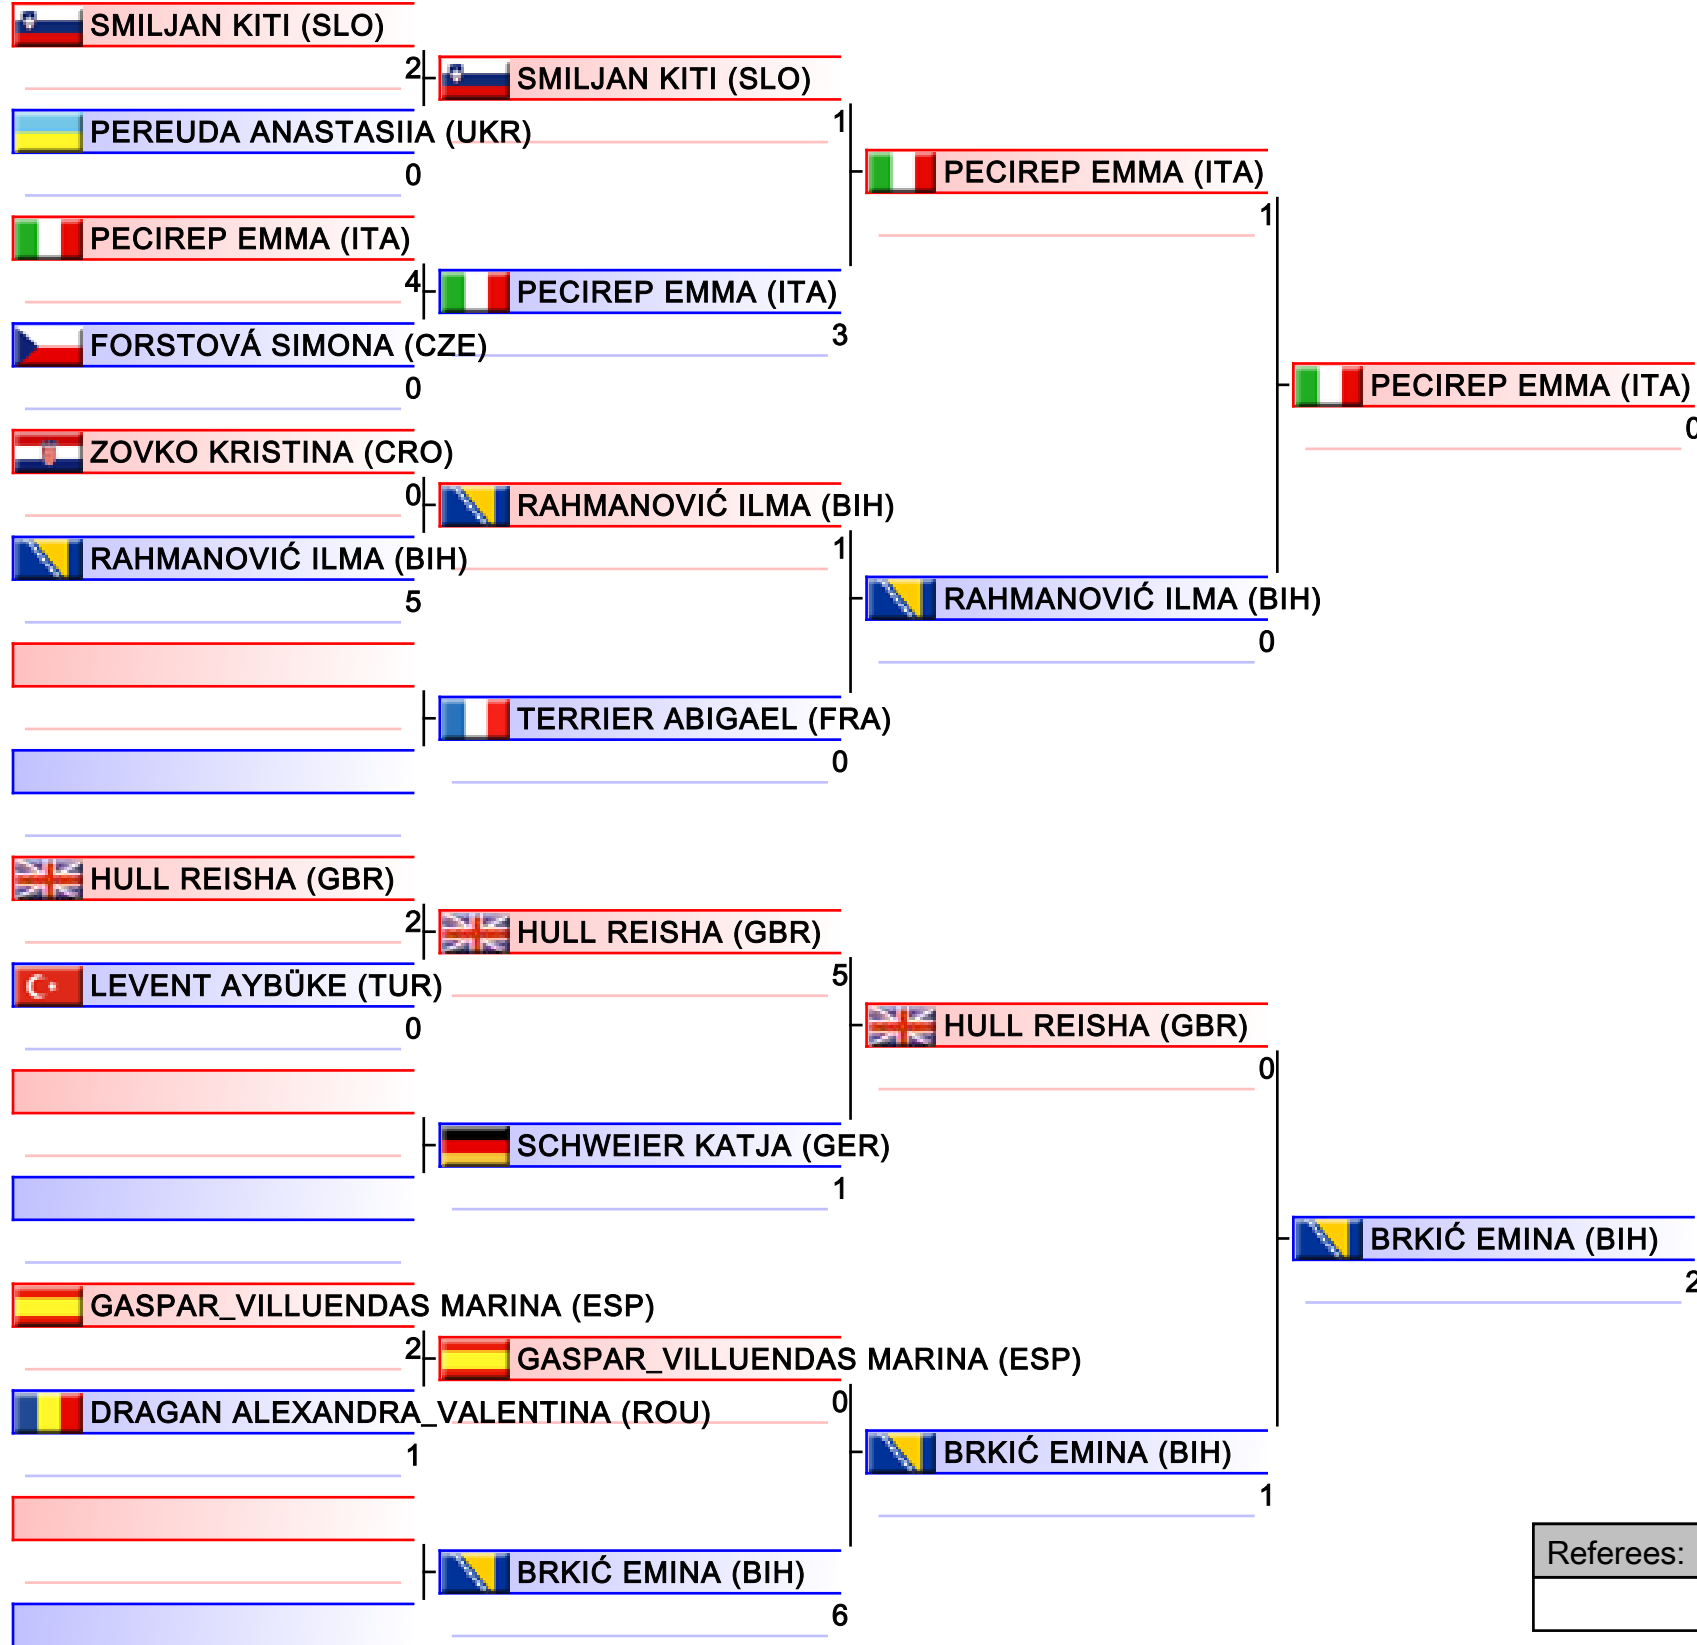 SMILJAN KITI (SLO)
2
SMILJAN KITI (SLO)
1
PEREUDA ANASTASIIA (UKR)
0
PECIREP EMMA (ITA)
1
PECIREP EMMA (ITA)
4
PECIREP EMMA (ITA)
3
FORSTOVÁ SIMONA (CZE)
0
PECIREP EMMA (ITA)
0
ZOVKO KRISTINA (CRO)
0
RAHMANOVIĆ ILMA (BIH)
1
RAHMANOVIĆ ILMA (BIH)
5
RAHMANOVIĆ ILMA (BIH)
0
TERRIER ABIGAEL (FRA)
0
HULL REISHA (GBR)
2
HULL REISHA (GBR)
5
LEVENT AYBÜKE (TUR)
0
HULL REISHA (GBR)
0
SCHWEIER KATJA (GER)
1
BRKIĆ EMINA (BIH)
2
GASPAR_VILLUENDAS MARINA (ESP)
2
GASPAR_VILLUENDAS MARINA (ESP)
0
DRAGAN ALEXANDRA_VALENTINA (ROU)
1
BRKIĆ EMINA (BIH)
1
BRKIĆ EMINA (BIH)
6
Referees: